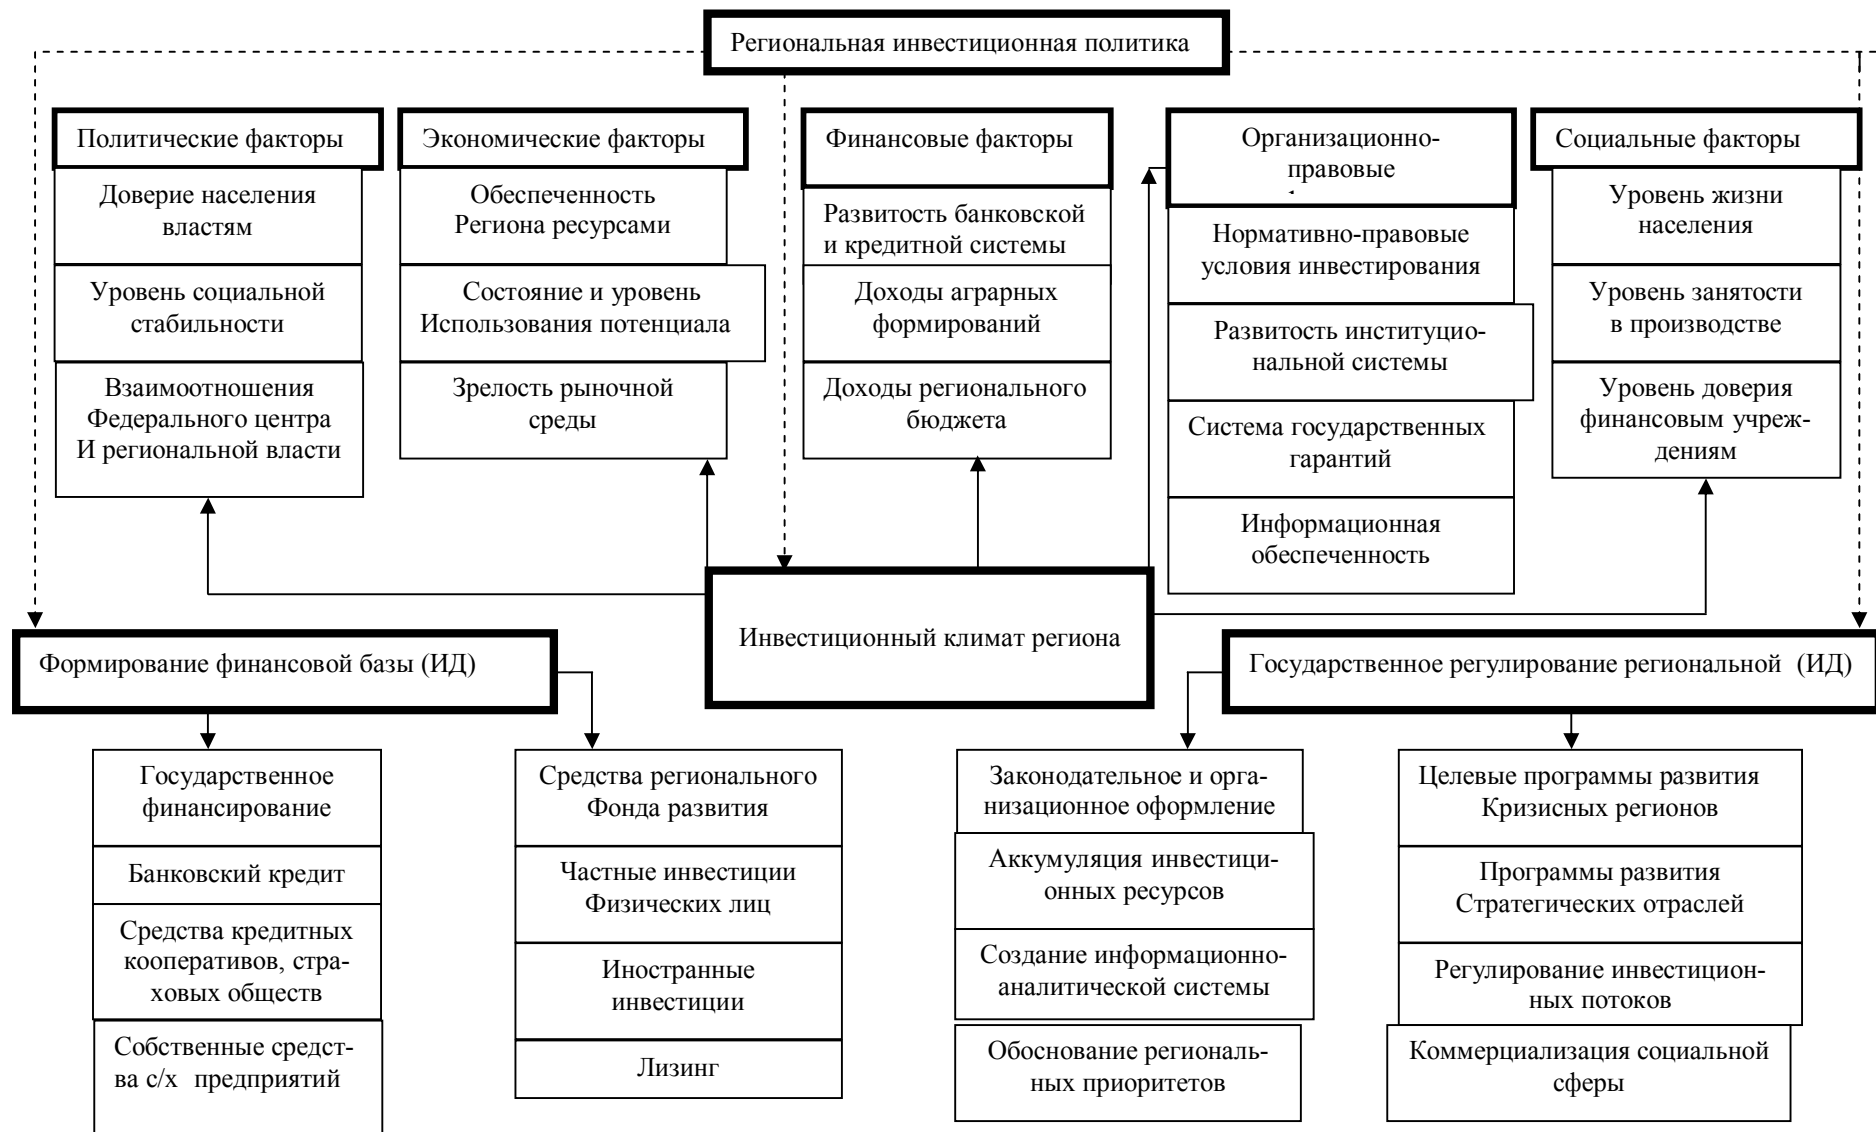 Региональная инвестиционная политика
Политические факторы
Доверие населения
властям
Уровень социальной
стабильности
Взаимоотношения
Федерального центра
И региональной власти
Экономические факторы
Обеспеченность
Региона ресурсами
Состояние и уровень
Использования потенциала
Зрелость рыночной
среды
Финансовые факторы
Развитость банковской
и кредитной системы
Доходы аграрных
формирований
Доходы регионального
бюджета
Организационно-
правовые
Нормативно-правовые
условия инвестирования
Развитость институцио-
нальной системы
Система государственных
гарантий
Информационная
обеспеченность
Социальные факторы
Уровень жизни
населения
Уровень занятости
в производстве
Уровень доверия
финансовым учреж-
дениям
Инвестиционный климат региона
Формирование финансовой базы (ИД)
Государственное
финансирование
Банковский кредит
Средства кредитных
кооперативов, стра-
ховых обществ
Собственные средст-
ва с/х предприятий
Средства регионального
Фонда развития
Частные инвестиции
Физических лиц
Иностранные
инвестиции
Лизинг
Государственное регулирование региональной (ИД)
Законодательное и орга-
низационное оформление
Аккумуляция инвестици-
онных ресурсов
Создание информационно-
аналитической системы
Обоснование региональ-
ных приоритетов
Целевые программы развития
Кризисных регионов
Программы развития
Стратегических отраслей
Регулирование инвестицион-
ных потоков
Коммерциализация социальной
сферы